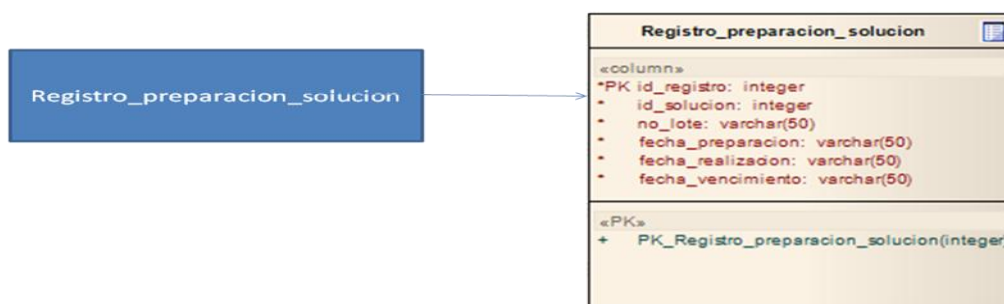 Registro_preparacion_solucion
Registro_preparacion_solucion
«column»
*PK id_registro: integer
* id_solucion: integer
* no_lote: varchar(50)
* fecha_preparacion: varchar(50)
* fecha_realizacion: varchar(50)
* fecha_vencimiento: varchar(50)
«PK»
+ PK_Registro_preparacion_solucion(integer)